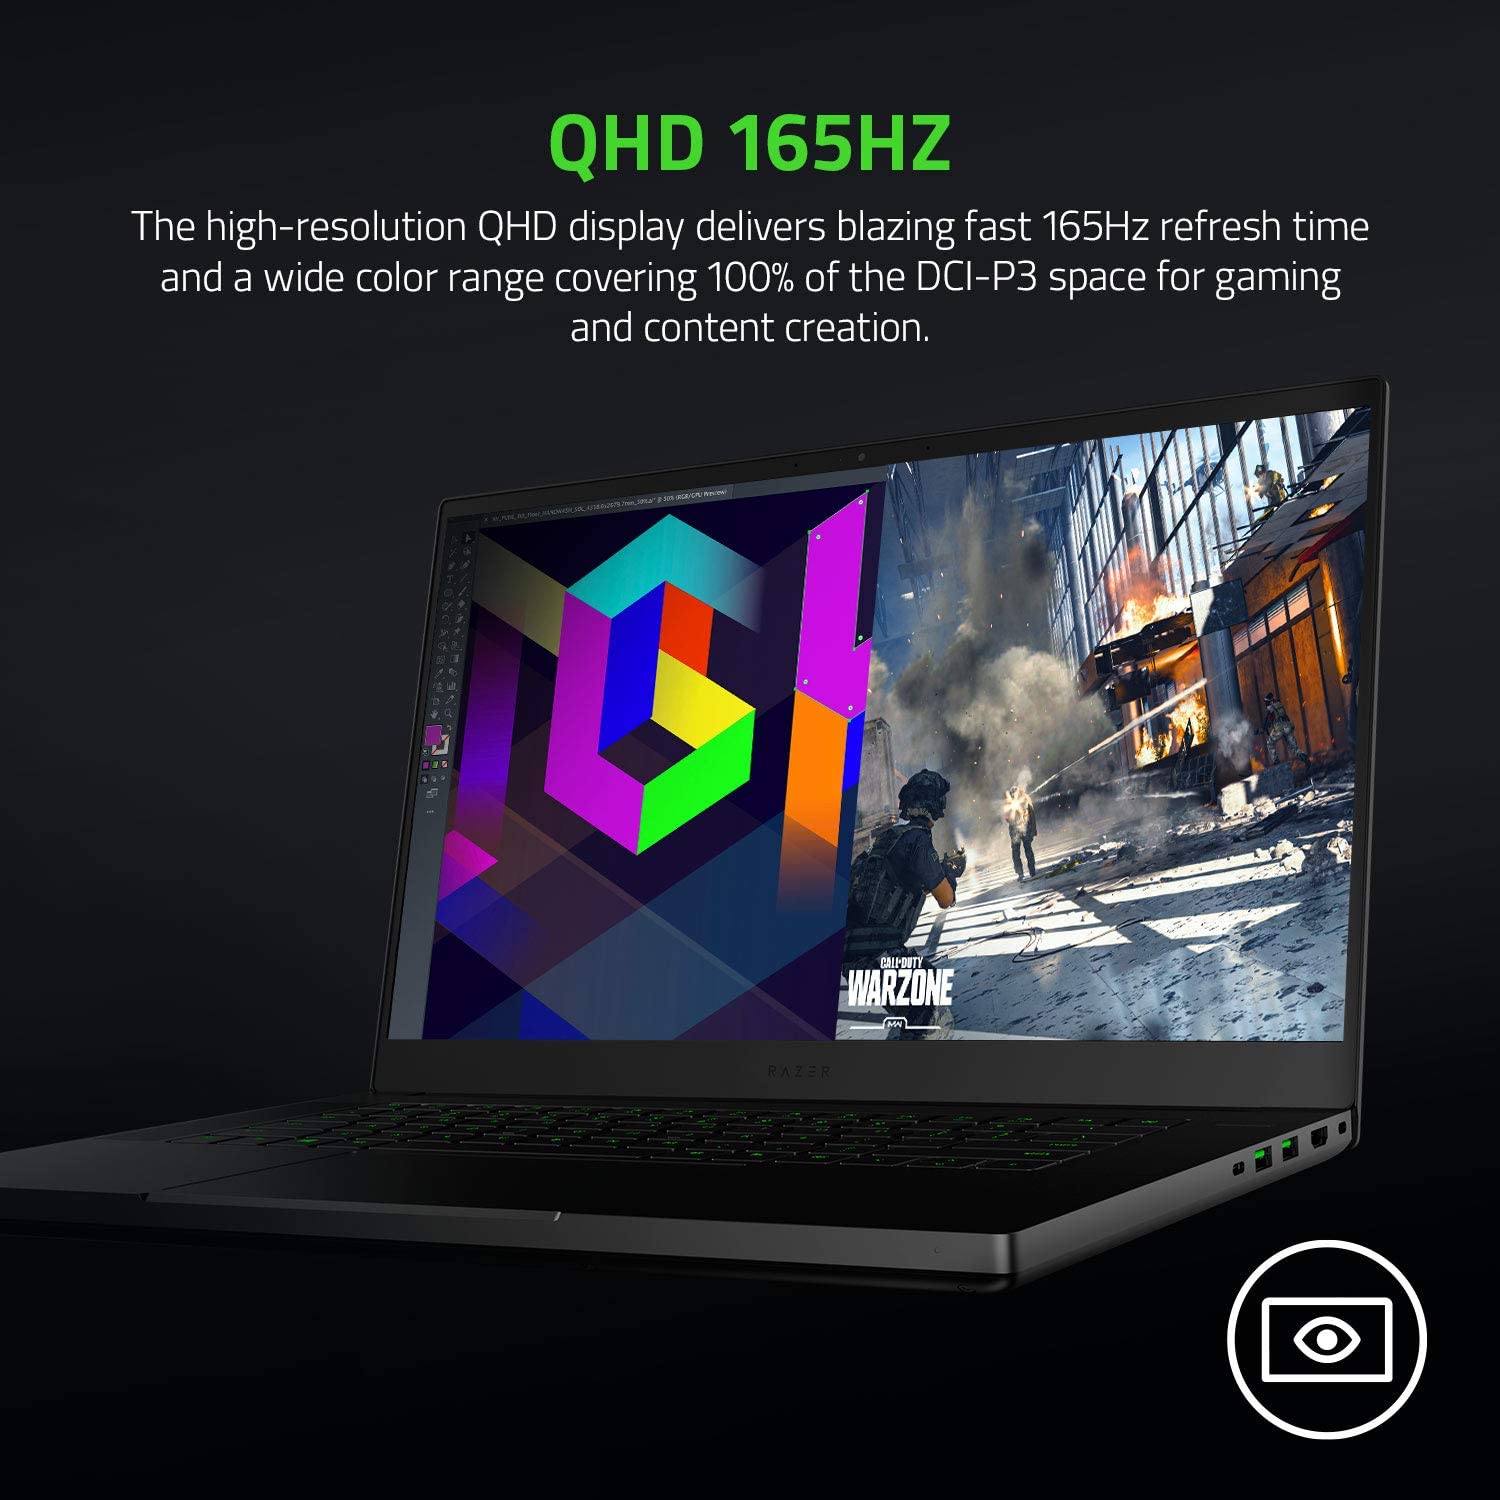 QHD 165HZ
The high-resolution QHD display delivers blazing fast 165Hz refresh time
and a wide color range covering 100% of the DCI-P3 space for gaming
and content creation.
CALL·DUTY
WARZONE
MW
RAZER